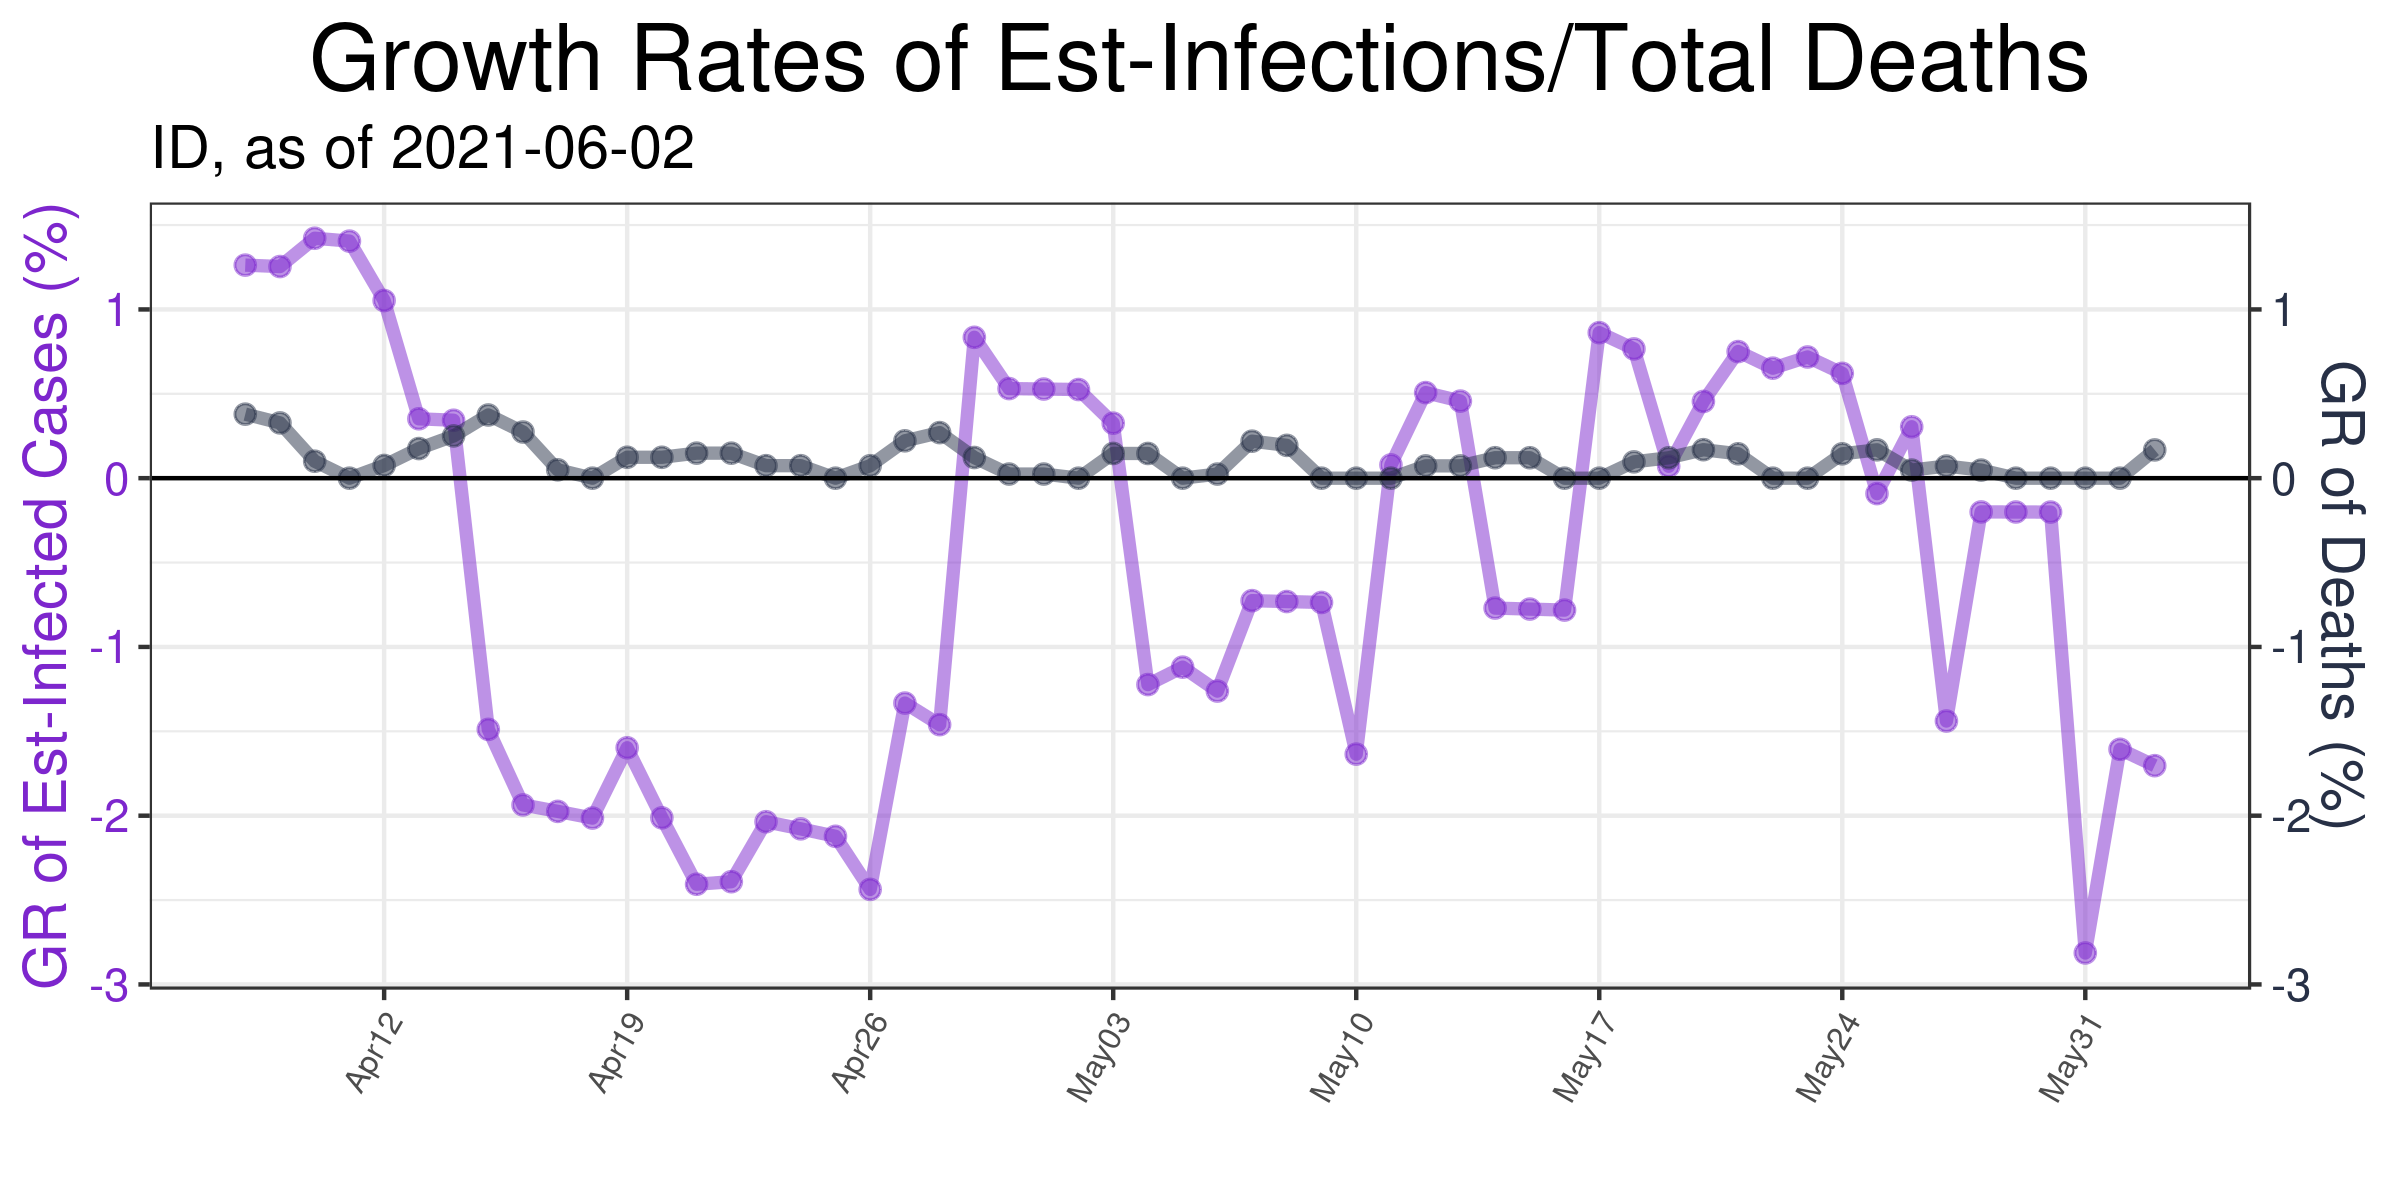 Growth Rates of Est-Infections/Total Deaths
ID, as of 2021-06-02
GR of Est-Infected Cases (%)
1
0
-1
-2
-3
1
0
-1
-2
-3
GR of Deaths (%)
Apr12
Apr19
Apr26
May03
May10
May17
May24
May31